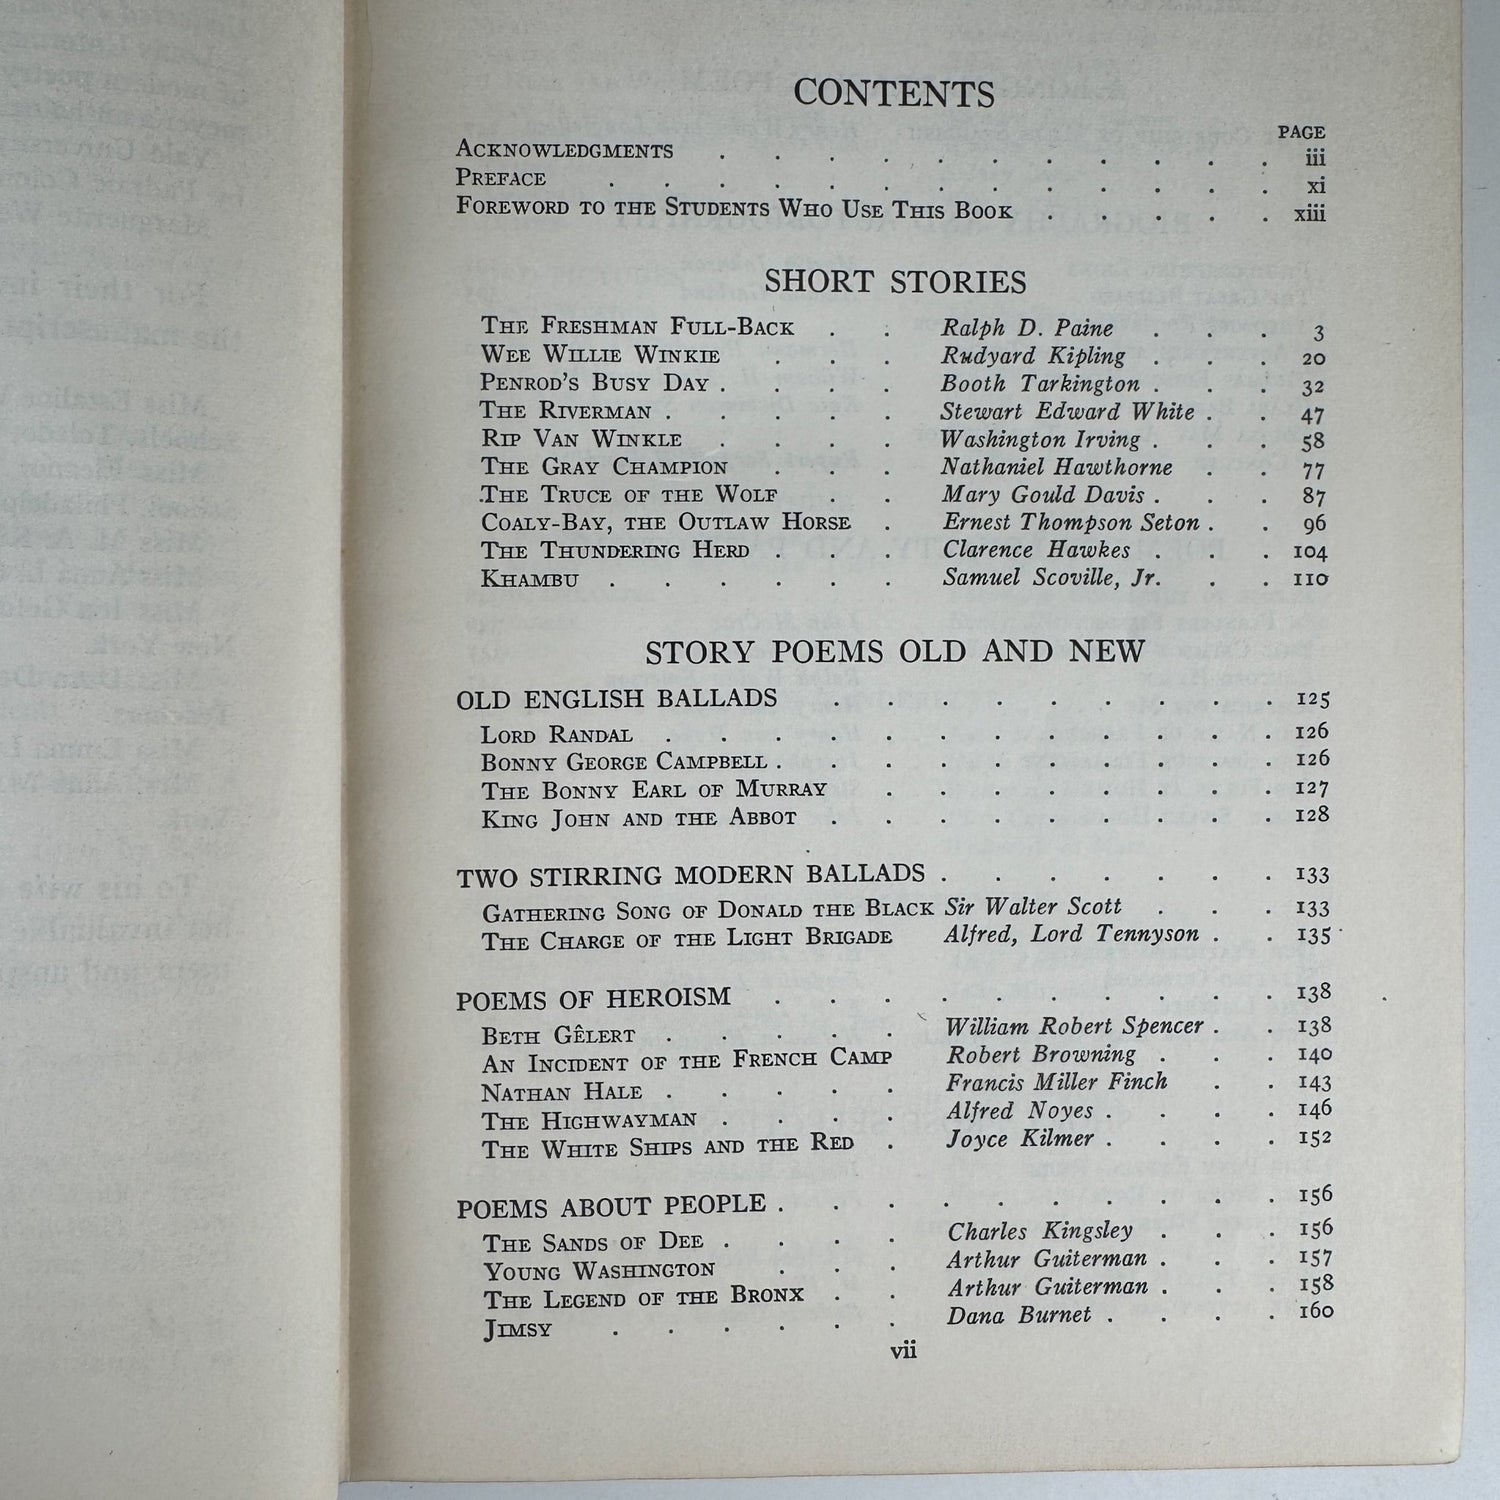 CONTENTS
PAGE
ACKNOWLEDGMENTS . . . . . . . . . . . iii
PREFACE . . . . . . . . . . . . . xi
FOREWORD TO THE STUDENTS WHO USE THIS BOOK . . . . . xiii
SHORT STORIES
THE FRESHMAN FULL-BACK . . Ralph D. Paine . . . 3
WEE WILLIE WINKIE . . . Rudyard Kipling . . . 20
PENROD'S BUSY DAY . . . . Booth Tarkington . . . 32
THE RIVERMAN . . . . . Stewart Edward White . . 47
RIP VAN WINKLE . . . . Washington Irving . . . 58
THE GRAY CHAMPION . . . Nathaniel Hawthorne . . 77
THE TRUCE OF THE WOLF . . Mary Gould Davis . . . 87
COALY-BAY, THE OUTLAW HORSE . Ernest Thompson Seton . . 96
THE THUNDERING HERD . . . Clarence Hawkes . . . 104
KHAMBU . . . . . . Samuel Scoville, Jr. . . 110
STORY POEMS OLD AND NEW
OLD ENGLISH BALLADS . . . . . . . . . 125
LORD RANDAL . . . . . . . . . . . . 126
BONNY GEORGE CAMPBELL . . . . . . . . . . 126
THE BONNY EARL OF MURRAY . . . . . . . . 127
KING JOHN AND THE ABBOT . . . . . . . . . 128
TWO STIRRING MODERN BALLADS . . . . . . . 133
GATHERING SONG OF DONALD THE BLACK Sir Walter Scott . . . 133
THE CHARGE OF THE LIGHT BRIGADE Alfred, Lord Tennyson . . 135
POEMS OF HEROISM . . . . . . . . . . 138
BETH GÊLERT . . . . . William Robert Spencer . . 138
AN INCIDENT OF THE FRENCH CAMP Robert Browning . . . 140
NATHAN HALE . . . . . Francis Miller Finch . . 143
THE HIGHWAYMAN . . . . Alfred Noyes . . . . 146
THE WHITE SHIPS AND THE RED . Joyce Kilmer . . . . 152
POEMS ABOUT PEOPLE . . . . . . . . . . 156
THE SANDS OF DEE . . . . Charles Kingsley . . . 156
YOUNG WASHINGTON . . . Arthur Guiterman . . . 157
THE LEGEND OF THE BRONX . . Arthur Guiterman . . . 158
JIMSY . . . . . . Dana Burnet . . . . 160
vii